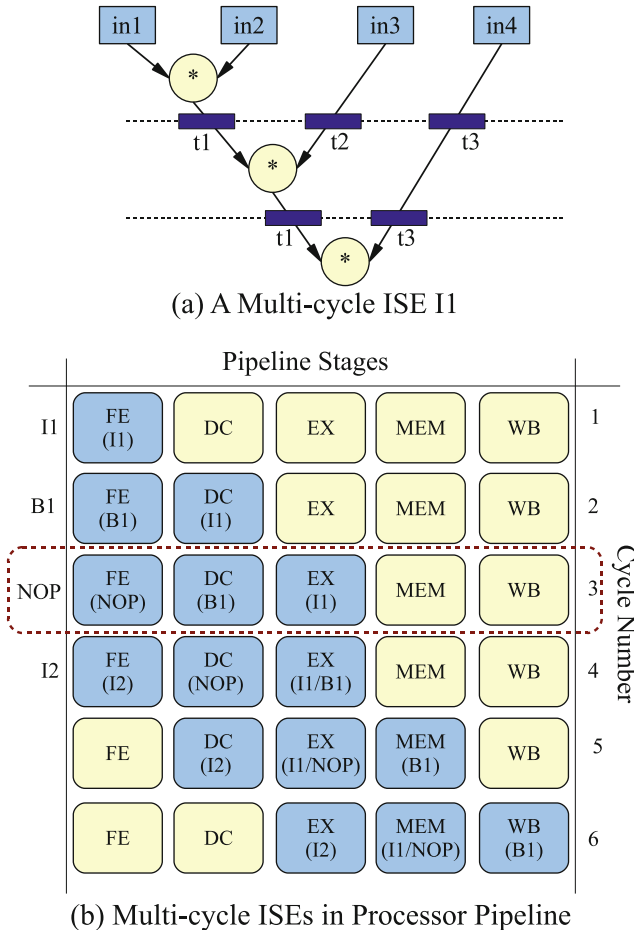 in1 in2 in3 in4
*
t1 t2 t3
*
t1 t3
*
(a) A Multi-cycle ISE I1
Pipeline Stages
I1 FE (I1) DC EX MEM WB 1
B1 FE (B1) DC (I1) EX MEM WB 2
NOP FE (NOP) DC (B1) EX (I1) MEM WB 3
I2 FE (I2) DC (NOP) EX (I1/B1) MEM WB 4
FE DC (I2) EX (I1/NOP) MEM (B1) WB 5
FE DC EX (I2) MEM (I1/NOP) WB (B1) 6
Cycle Number
(b) Multi-cycle ISEs in Processor Pipeline